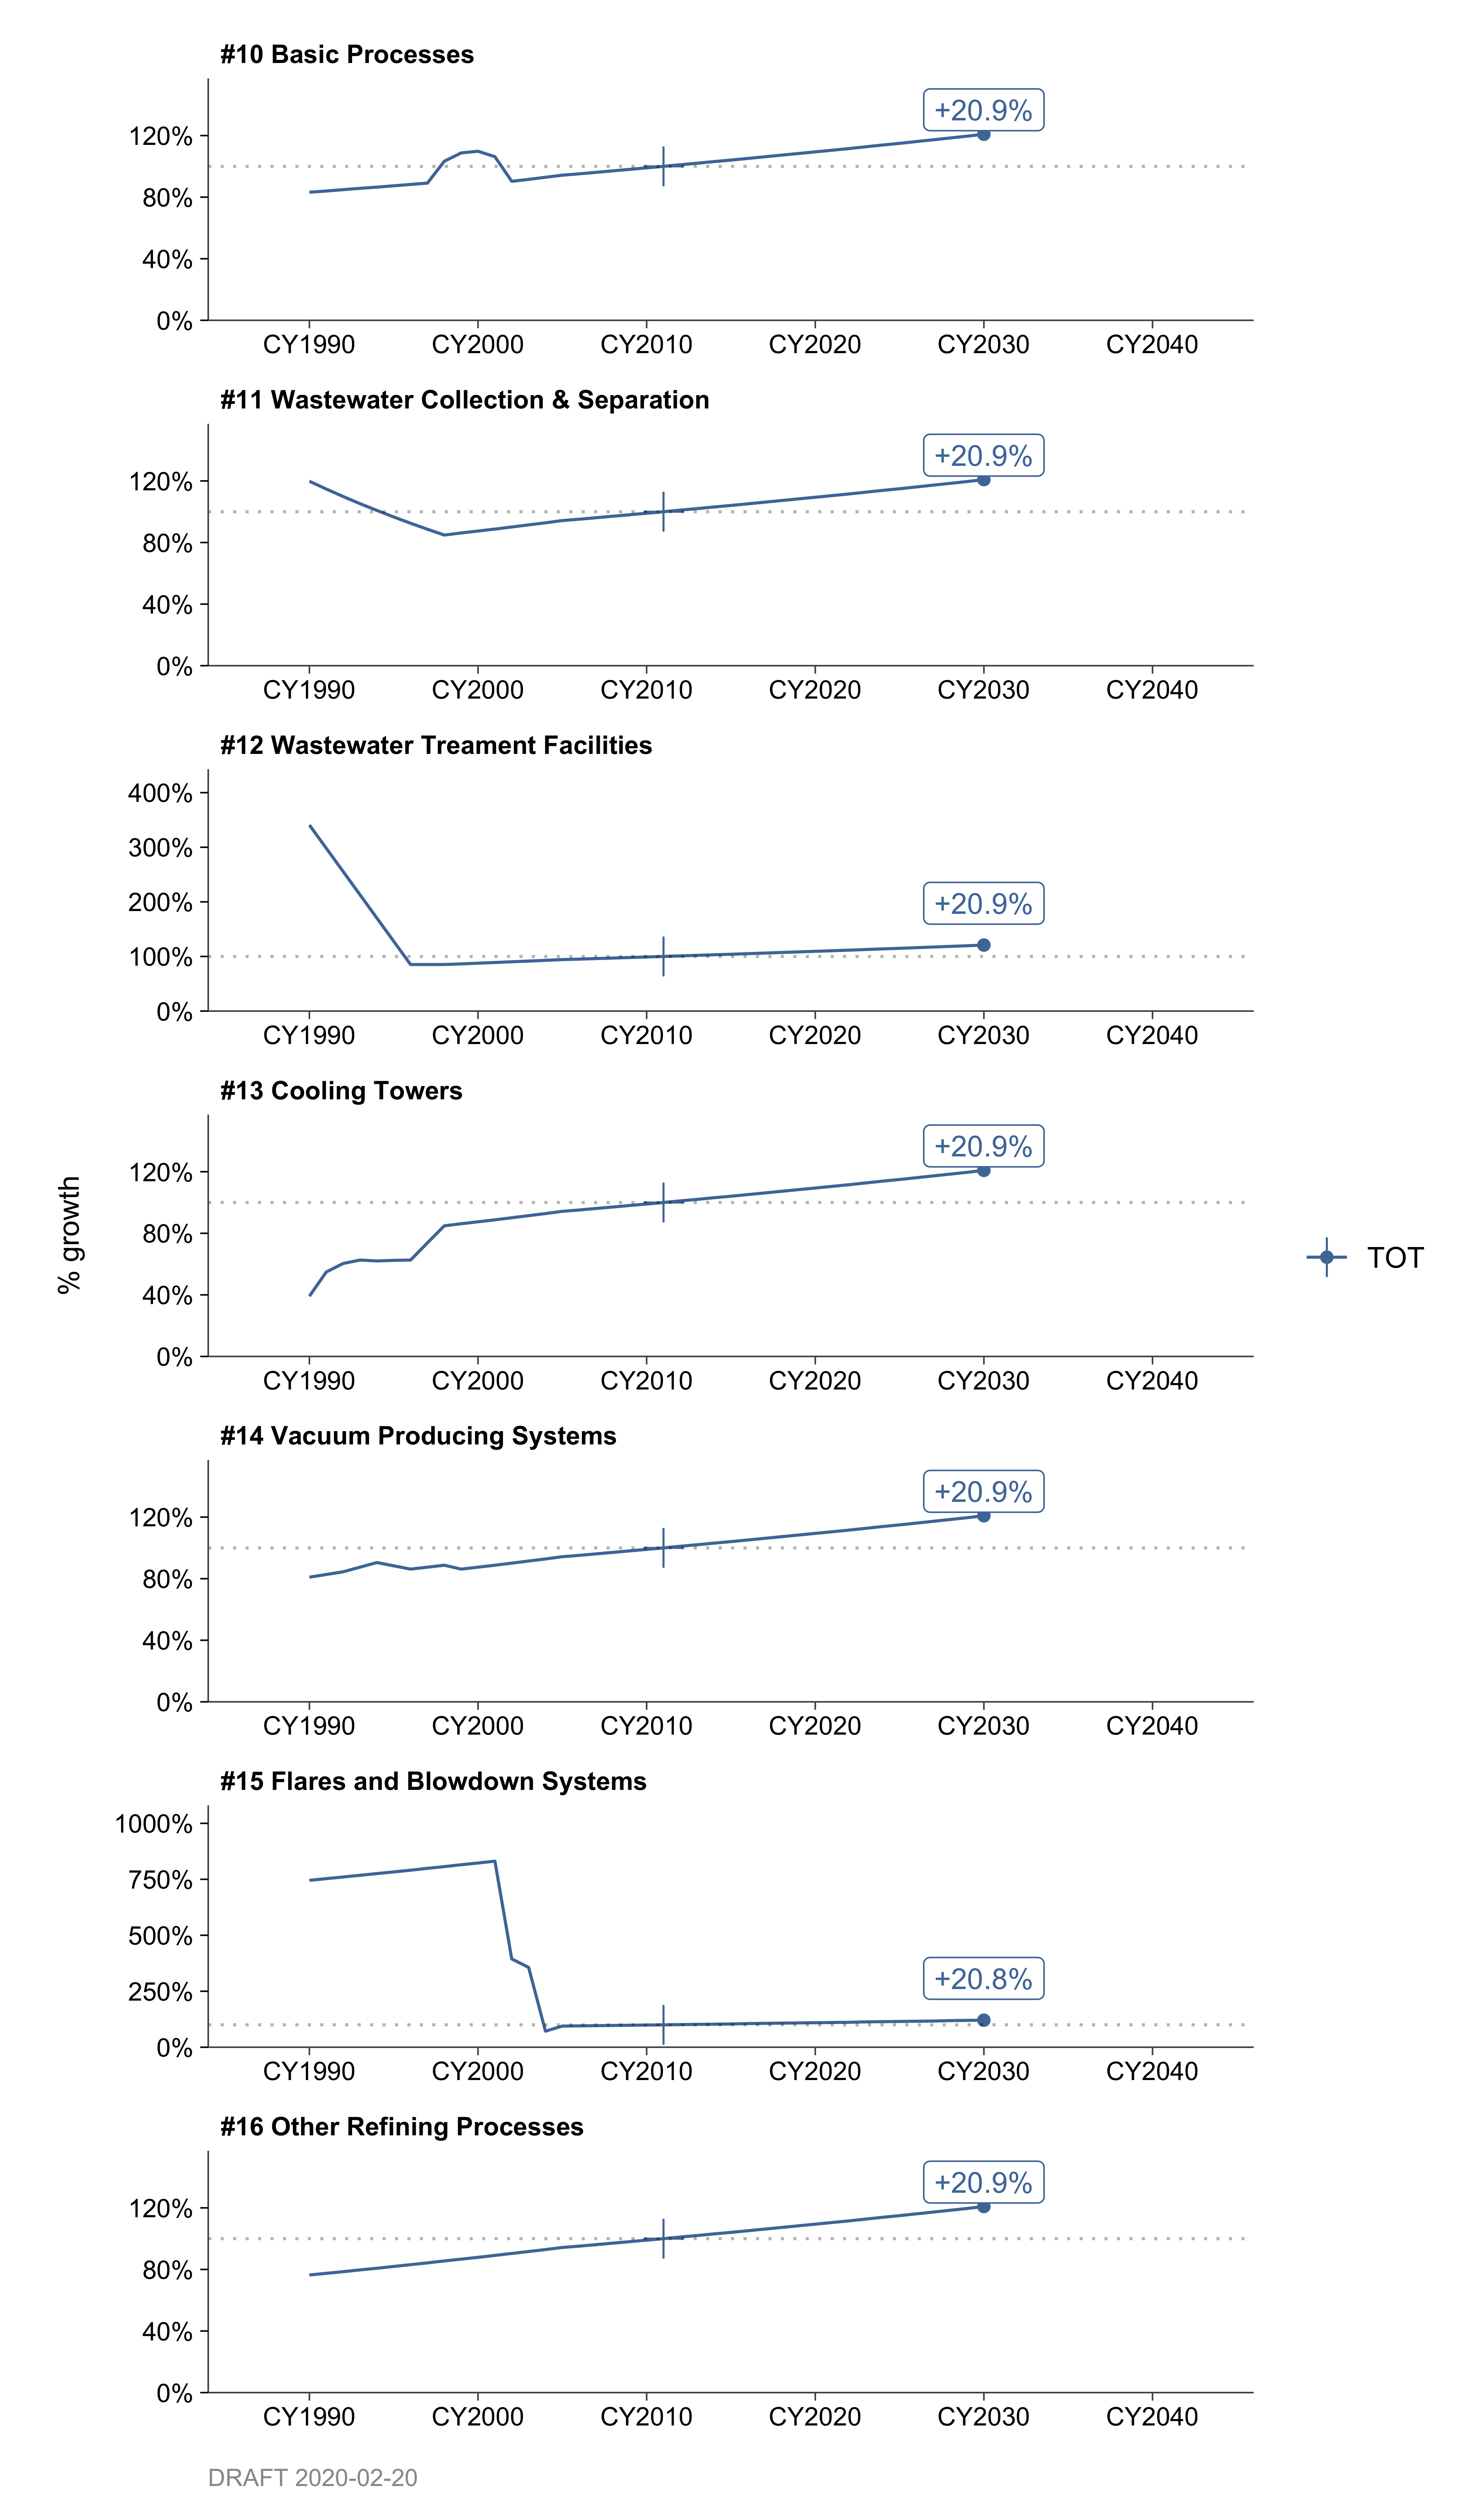 #10 Basic Processes
+20.9%
120%
80%
40%
0%
CY1990 CY2000 CY2010 CY2020 CY2030 CY2040
#11 Wastewater Collection & Separation
+20.9%
120%
80%
40%
0%
CY1990 CY2000 CY2010 CY2020 CY2030 CY2040
#12 Wastewater Treament Facilities
400%
300%
200%
+20.9%
100%
0%
CY1990 CY2000 CY2010 CY2020 CY2030 CY2040
#13 Cooling Towers
+20.9%
120%
80%
40%
0%
CY1990 CY2000 CY2010 CY2020 CY2030 CY2040
% growth
TOT
#14 Vacuum Producing Systems
+20.9%
120%
80%
40%
0%
CY1990 CY2000 CY2010 CY2020 CY2030 CY2040
#15 Flares and Blowdown Systems
1000%
750%
500%
250%
+20.8%
0%
CY1990 CY2000 CY2010 CY2020 CY2030 CY2040
#16 Other Refining Processes
+20.9%
120%
80%
40%
0%
CY1990 CY2000 CY2010 CY2020 CY2030 CY2040
DRAFT 2020-02-20